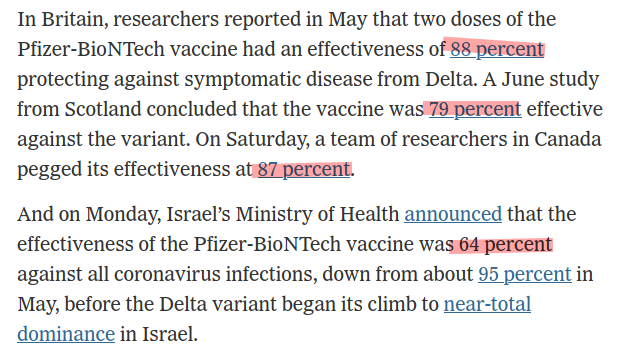 In Britain, researchers reported in May that two doses of the
Pfizer-BioNTech vaccine had an effectiveness of 88 percent
protecting against symptomatic disease from Delta. A June study
from Scotland concluded that the vaccine was 79 percent effective
against the variant. On Saturday, a team of researchers in Canada
pegged its effectiveness at 87 percent.
And on Monday, Israel’s Ministry of Health announced that the
effectiveness of the Pfizer-BioNTech vaccine was 64 percent
against all coronavirus infections, down from about 95 percent in
May, before the Delta variant began its climb to near-total
dominance in Israel.